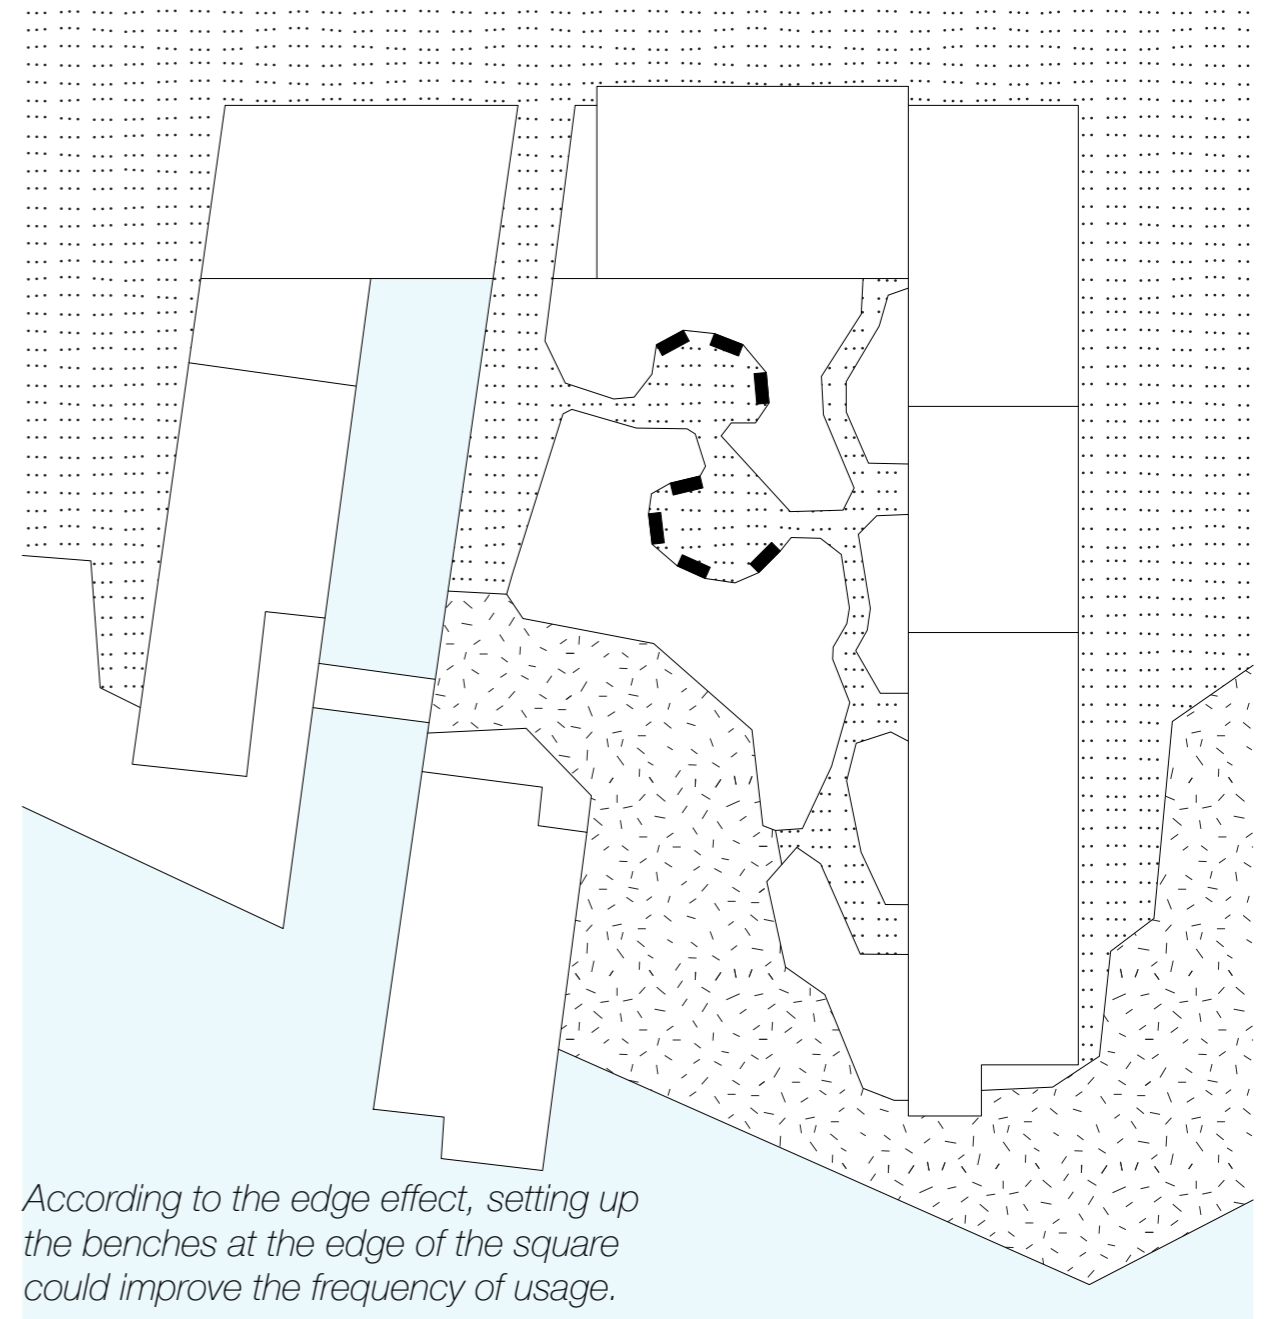 According to the edge effect, setting up
the benches at the edge of the square
could improve the frequency of usage.